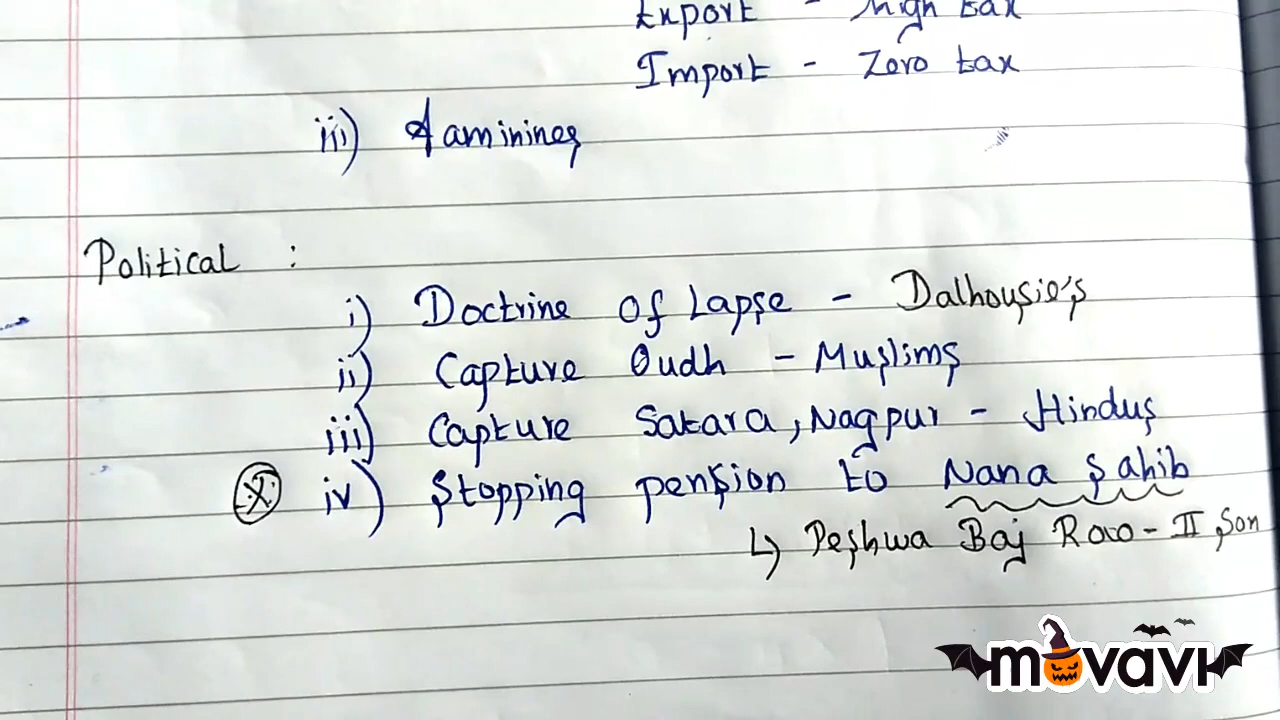 Export - High tax
Import - Zero tax
iii) faminines
Political :
i) Doctrine of Lapse - Dalhousie's
ii) Capture Oudh - Muslims
iii) Capture Satara, Nagpur - Hindus
iv) Stopping pension to Nana Sahib
↳ Peshwa Baj Rao - II son
movavi